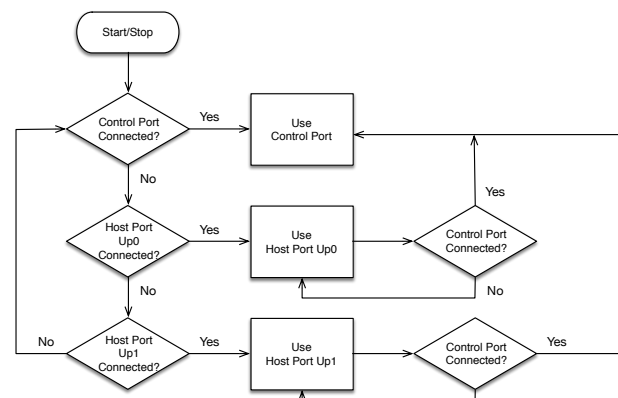 Start/Stop
Control Port
Connected?
Yes
Use
Control Port
No
Yes
Host Port
Up0
Connected?
Yes
Use
Host Port Up0
Control Port
Connected?
No
No
Host Port
Up1
Connected?
No
Yes
Use
Host Port Up1
Control Port
Connected?
Yes